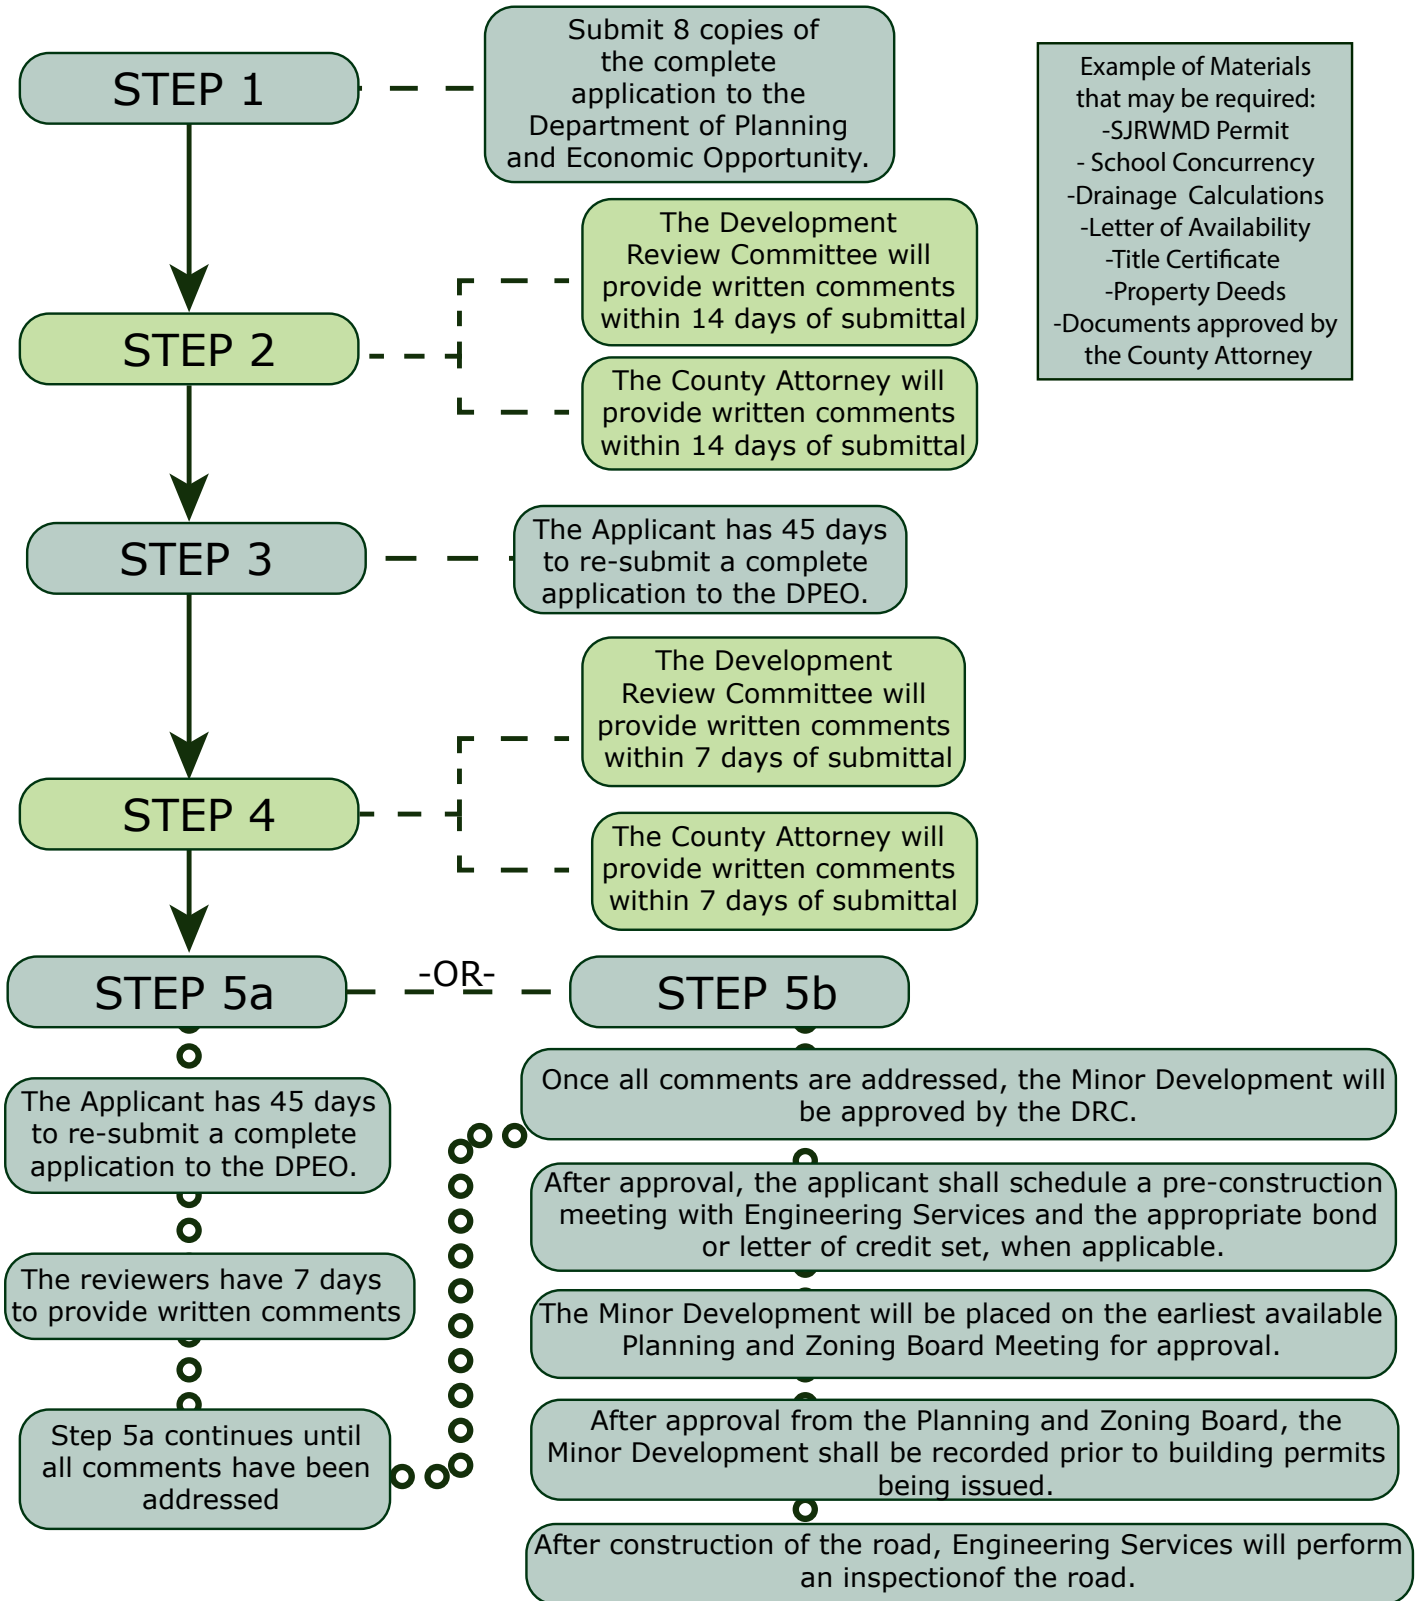 STEP 1
Submit 8 copies of
the complete
application to the
Department of Planning
and Economic Opportunity.
Example of Materials
that may be required:
-SJRWMD Permit
- School Concurrency
-Drainage Calculations
-Letter of Availability
-Title Certificate
-Property Deeds
-Documents approved by
the County Attorney
STEP 2
The Development
Review Committee will
provide written comments
within 14 days of submittal
The County Attorney will
provide written comments
within 14 days of submittal
STEP 3
The Applicant has 45 days
to re-submit a complete
application to the DPEO.
STEP 4
The Development
Review Committee will
provide written comments
within 7 days of submittal
The County Attorney will
provide written comments
within 7 days of submittal
STEP 5a
-OR-
STEP 5b
The Applicant has 45 days
to re-submit a complete
application to the DPEO.
The reviewers have 7 days
to provide written comments
Step 5a continues until
all comments have been
addressed
Once all comments are addressed, the Minor Development will
be approved by the DRC.
After approval, the applicant shall schedule a pre-construction
meeting with Engineering Services and the appropriate bond
or letter of credit set, when applicable.
The Minor Development will be placed on the earliest available
Planning and Zoning Board Meeting for approval.
After approval from the Planning and Zoning Board, the
Minor Development shall be recorded prior to building permits
being issued.
After construction of the road, Engineering Services will perform
an inspectionof the road.